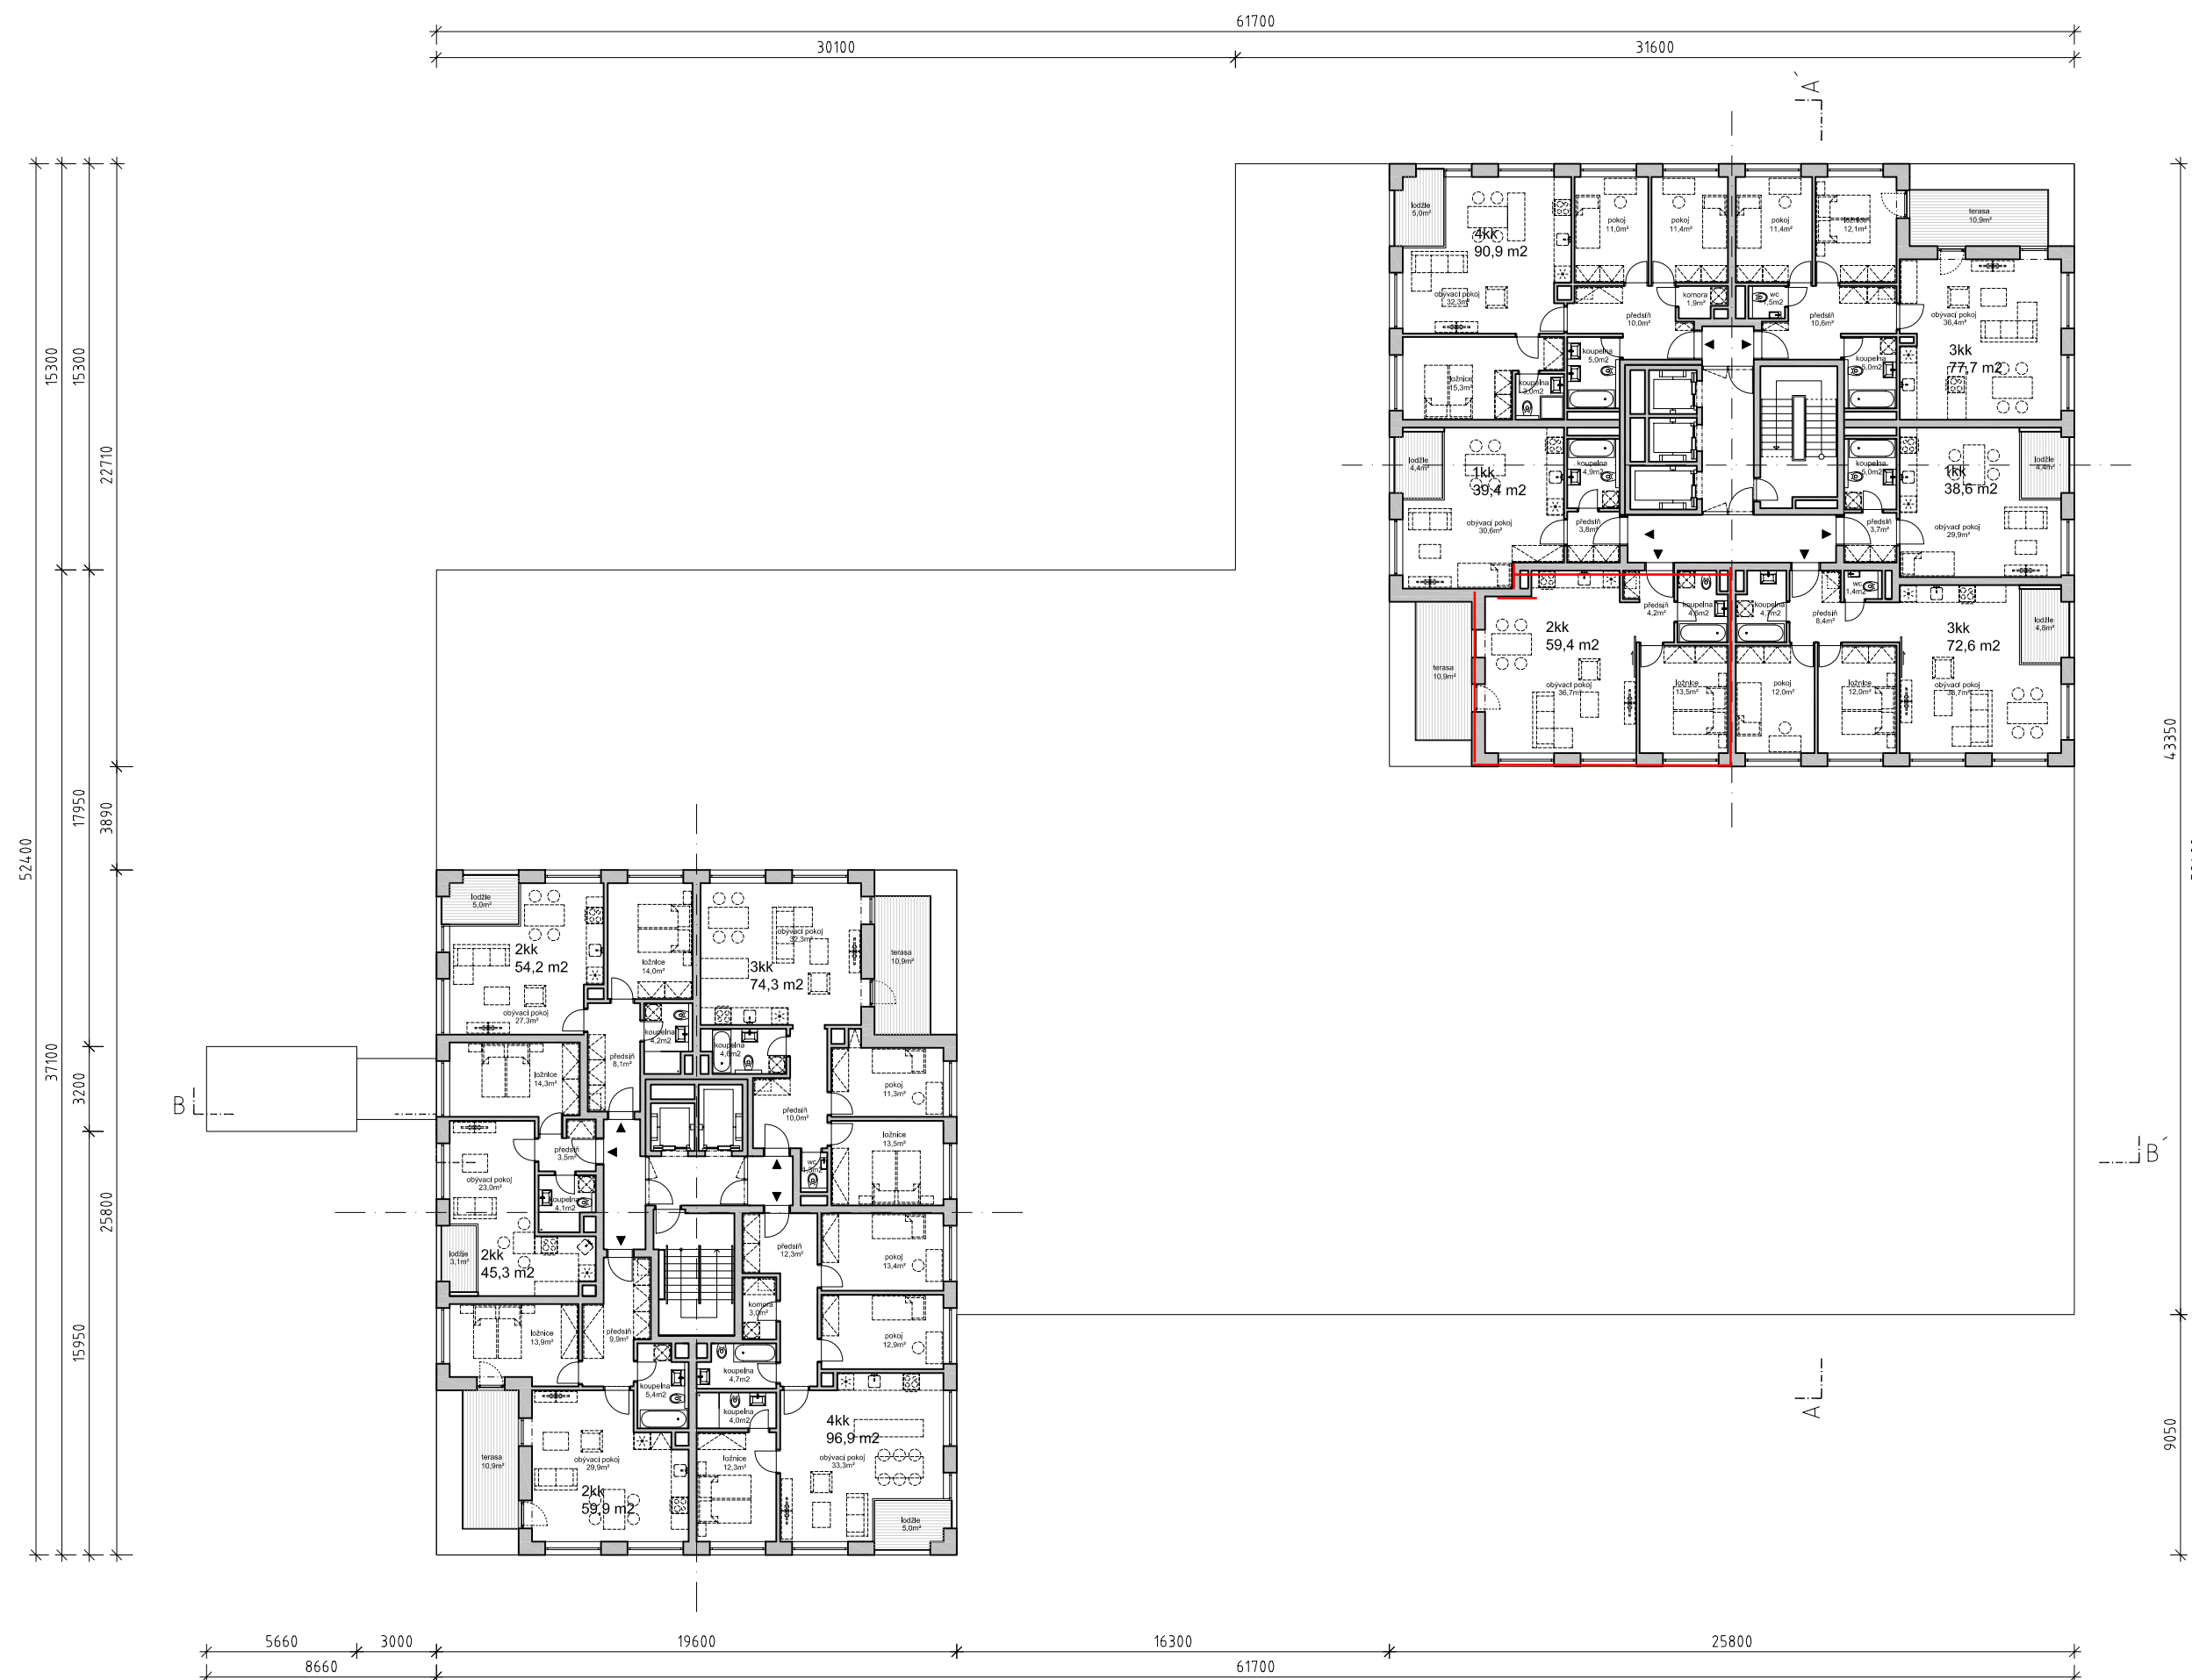 61700
30100
31600
A´
15300
15300
22710
52400
37100
17950
3890
3200
25800
15950
43350
9050
lodžie
5,0m²
4kk
90,9 m2
obývací pokoj
32,3m²
pokoj
11,0m²
pokoj
11,4m²
pokoj
11,4m²
ložnice
12,1m²
terasa
10,9m²
komora
1,9m²
wc
1,5m2
předsíň
10,0m²
předsíň
10,6m²
obývací pokoj
36,4m²
3kk
77,7 m2
koupelna
5,0m2
koupelna
5,0m2
ložnice
15,3m²
koupelna
3,0m2
lodžie
4,4m²
1kk
39,4 m2
obývací pokoj
30,6m²
koupelna
4,9m2
předsíň
3,8m²
koupelna
5,0m2
předsíň
3,7m²
1kk
38,6 m2
obývací pokoj
29,9m²
lodžie
4,4m²
2kk
59,4 m2
obývací pokoj
36,7m²
předsíň
4,2m²
koupelna
4,6m2
ložnice
13,5m²
terasa
10,9m²
koupelna
4,7m2
předsíň
8,4m²
wc
1,4m2
3kk
72,6 m2
lodžie
4,8m²
pokoj
12,0m²
ložnice
12,0m²
obývací pokoj
lodžie
5,0m²
2kk
54,2 m2
obývací pokoj
27,3m²
ložnice
14,0m²
obývací pokoj
32,3m²
3kk
74,3 m2
terasa
10,9m²
koupelna
4,2m2
koupelna
4,6m2
předsíň
8,1m²
ložnice
14,3m²
pokoj
11,3m²
předsíň
10,0m²
ložnice
13,5m²
wc
předsíň
3,5m²
obývací pokoj
23,0m²
koupelna
4,1m2
lodžie
3,1m²
2kk
45,3 m2
předsíň
12,3m²
pokoj
13,4m²
komora
3,0m²
pokoj
12,9m²
ložnice
13,9m²
předsíň
9,9m²
koupelna
5,4m2
koupelna
4,7m2
koupelna
4,0m2
4kk
96,9 m2
obývací pokoj
33,3m²
ložnice
12,3m²
lodžie
5,0m²
terasa
10,9m²
obývací pokoj
29,9m²
2kk
59,9 m2
B
B´
A
5660
3000
19600
16300
25800
8660
61700